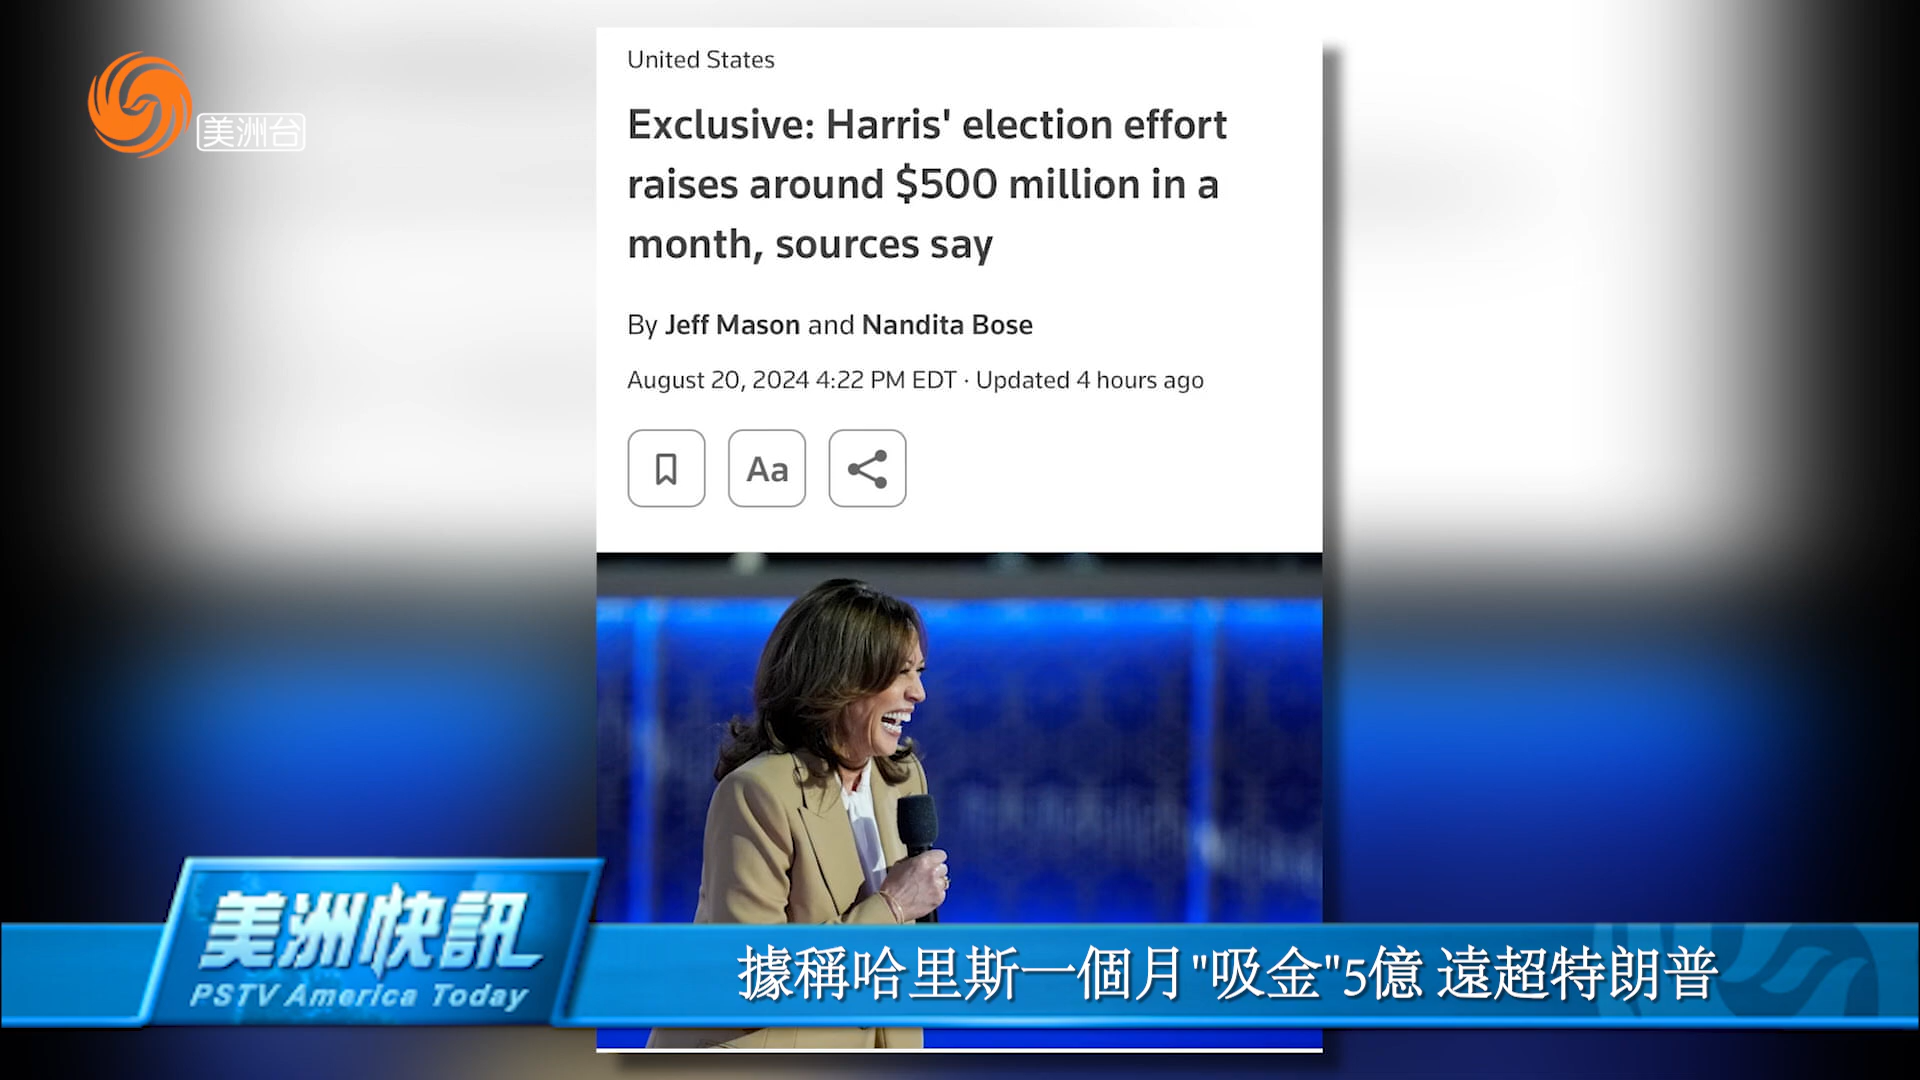 美洲台
United States
Exclusive: Harris' election effort
raises around $500 million in a
month, sources say
By Jeff Mason and Nandita Bose
August 20, 2024 4:22 PM EDT · Updated 4 hours ago
Aa
美洲快訊
PSTV America Today
據稱哈里斯一個月"吸金"5億 遠超特朗普